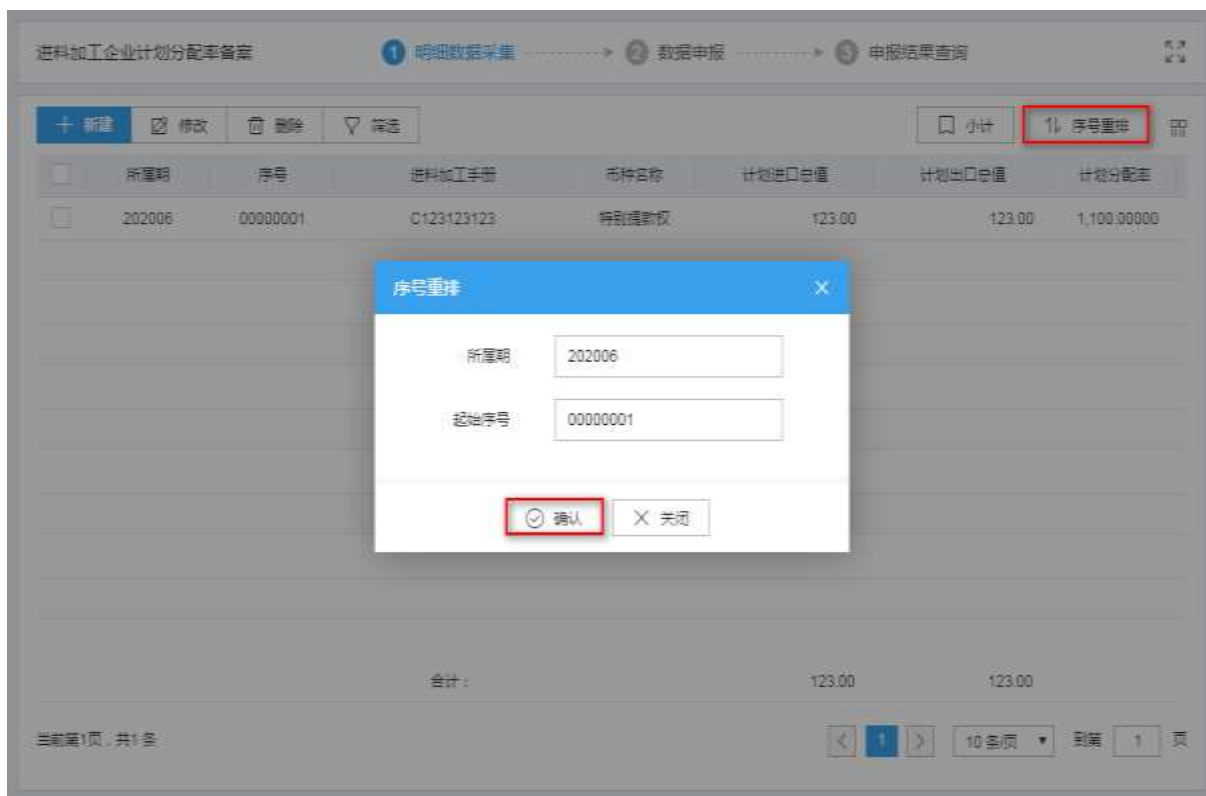 进料加工企业计划分配率备案 1 明细数据采集 2 数据申报 3 申报结果查询
新建 修改 删除 筛选 小计 序号重排
所属期 序号 进料加工手册 币种名称 计划进口总值 计划出口总值 计划分配率
202006 00000001 C123123123 特别提款权 123.00 123.00 1,100.00000
序号重排
所属期 202006
起始序号 00000001
确认 关闭
合计： 123.00 123.00
当前第1页，共1条 1 10条/页 到第 1 页